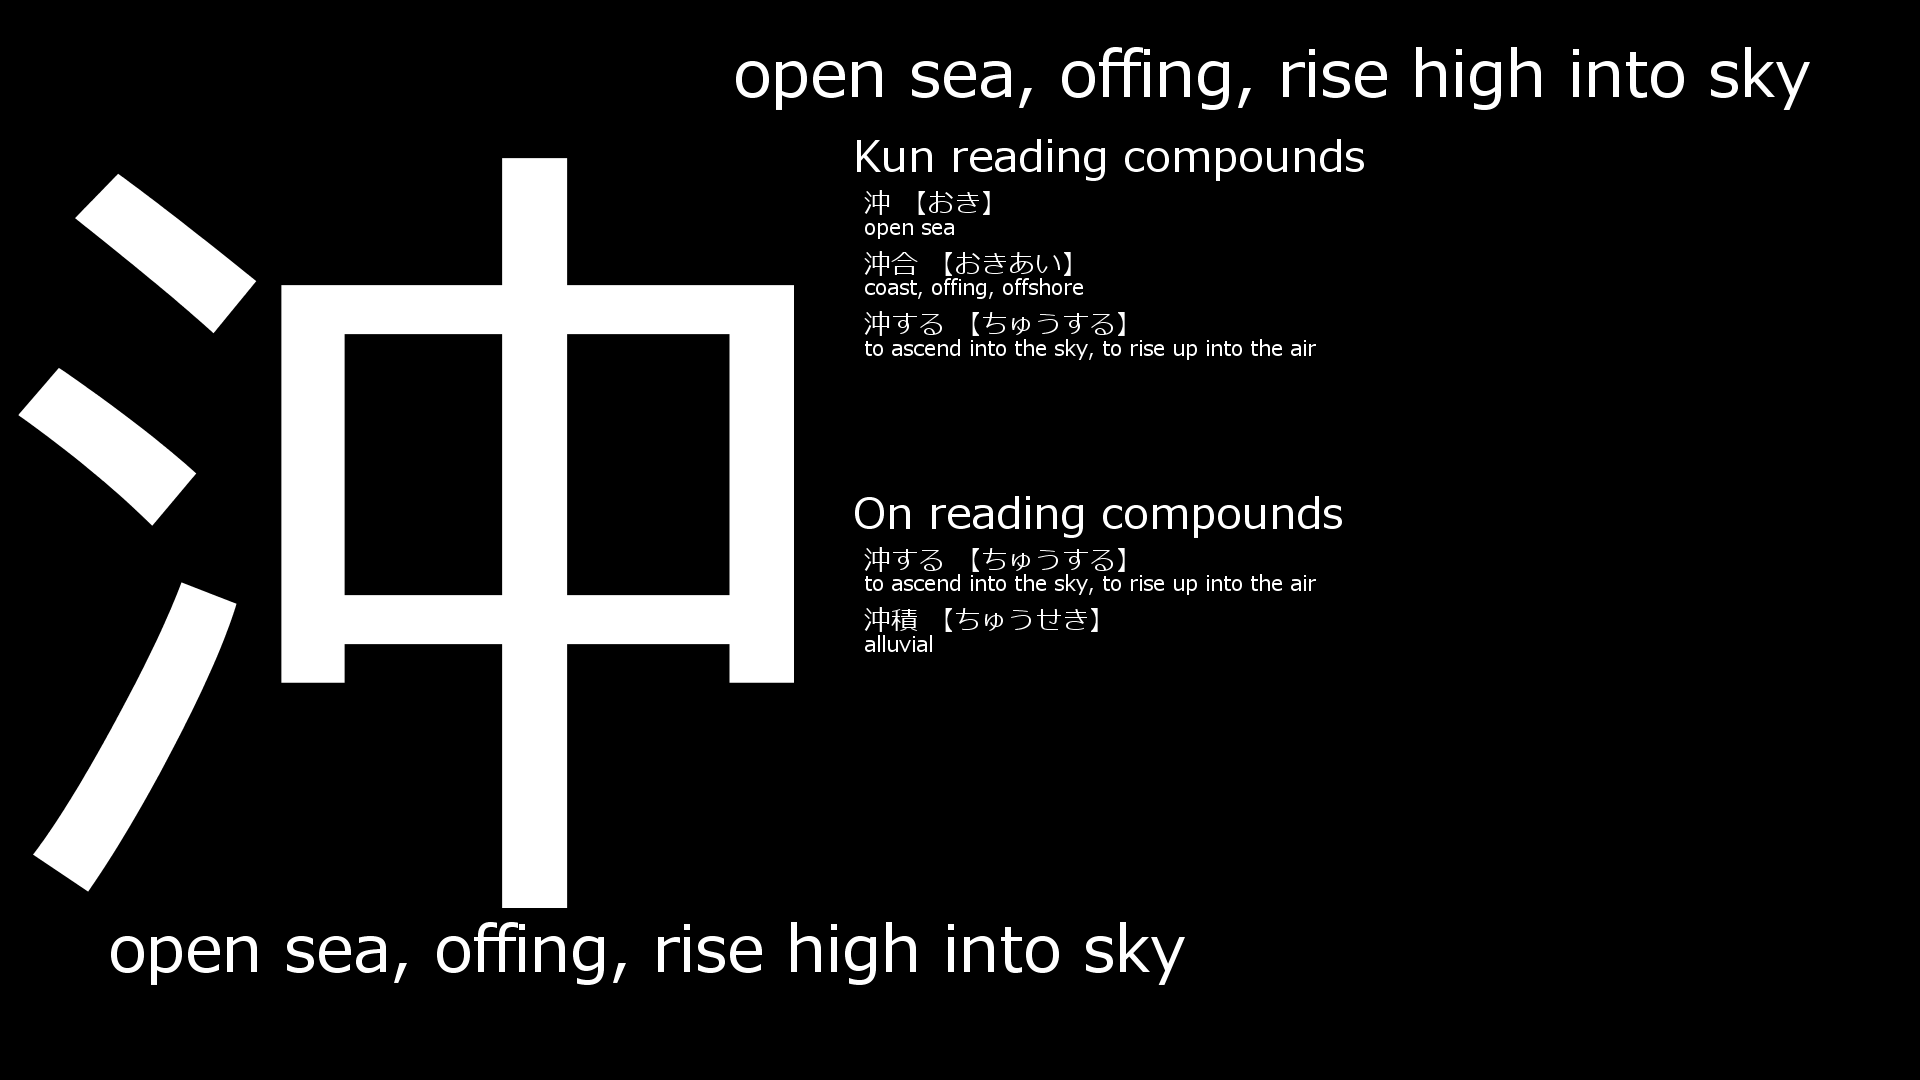 open sea, offing, rise high into sky
沖
Kun reading compounds
沖 【おき】
open sea
沖合 【おきあい】
coast, offing, offshore
沖する 【ちゅうする】
to ascend into the sky, to rise up into the air
On reading compounds
沖する 【ちゅうする】
to ascend into the sky, to rise up into the air
沖積 【ちゅうせき】
alluvial
open sea, offing, rise high into sky